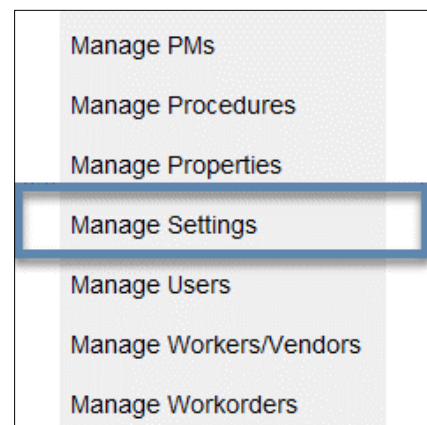 Manage PMs
Manage Procedures
Manage Properties
Manage Settings
Manage Users
Manage Workers/Vendors
Manage Workorders